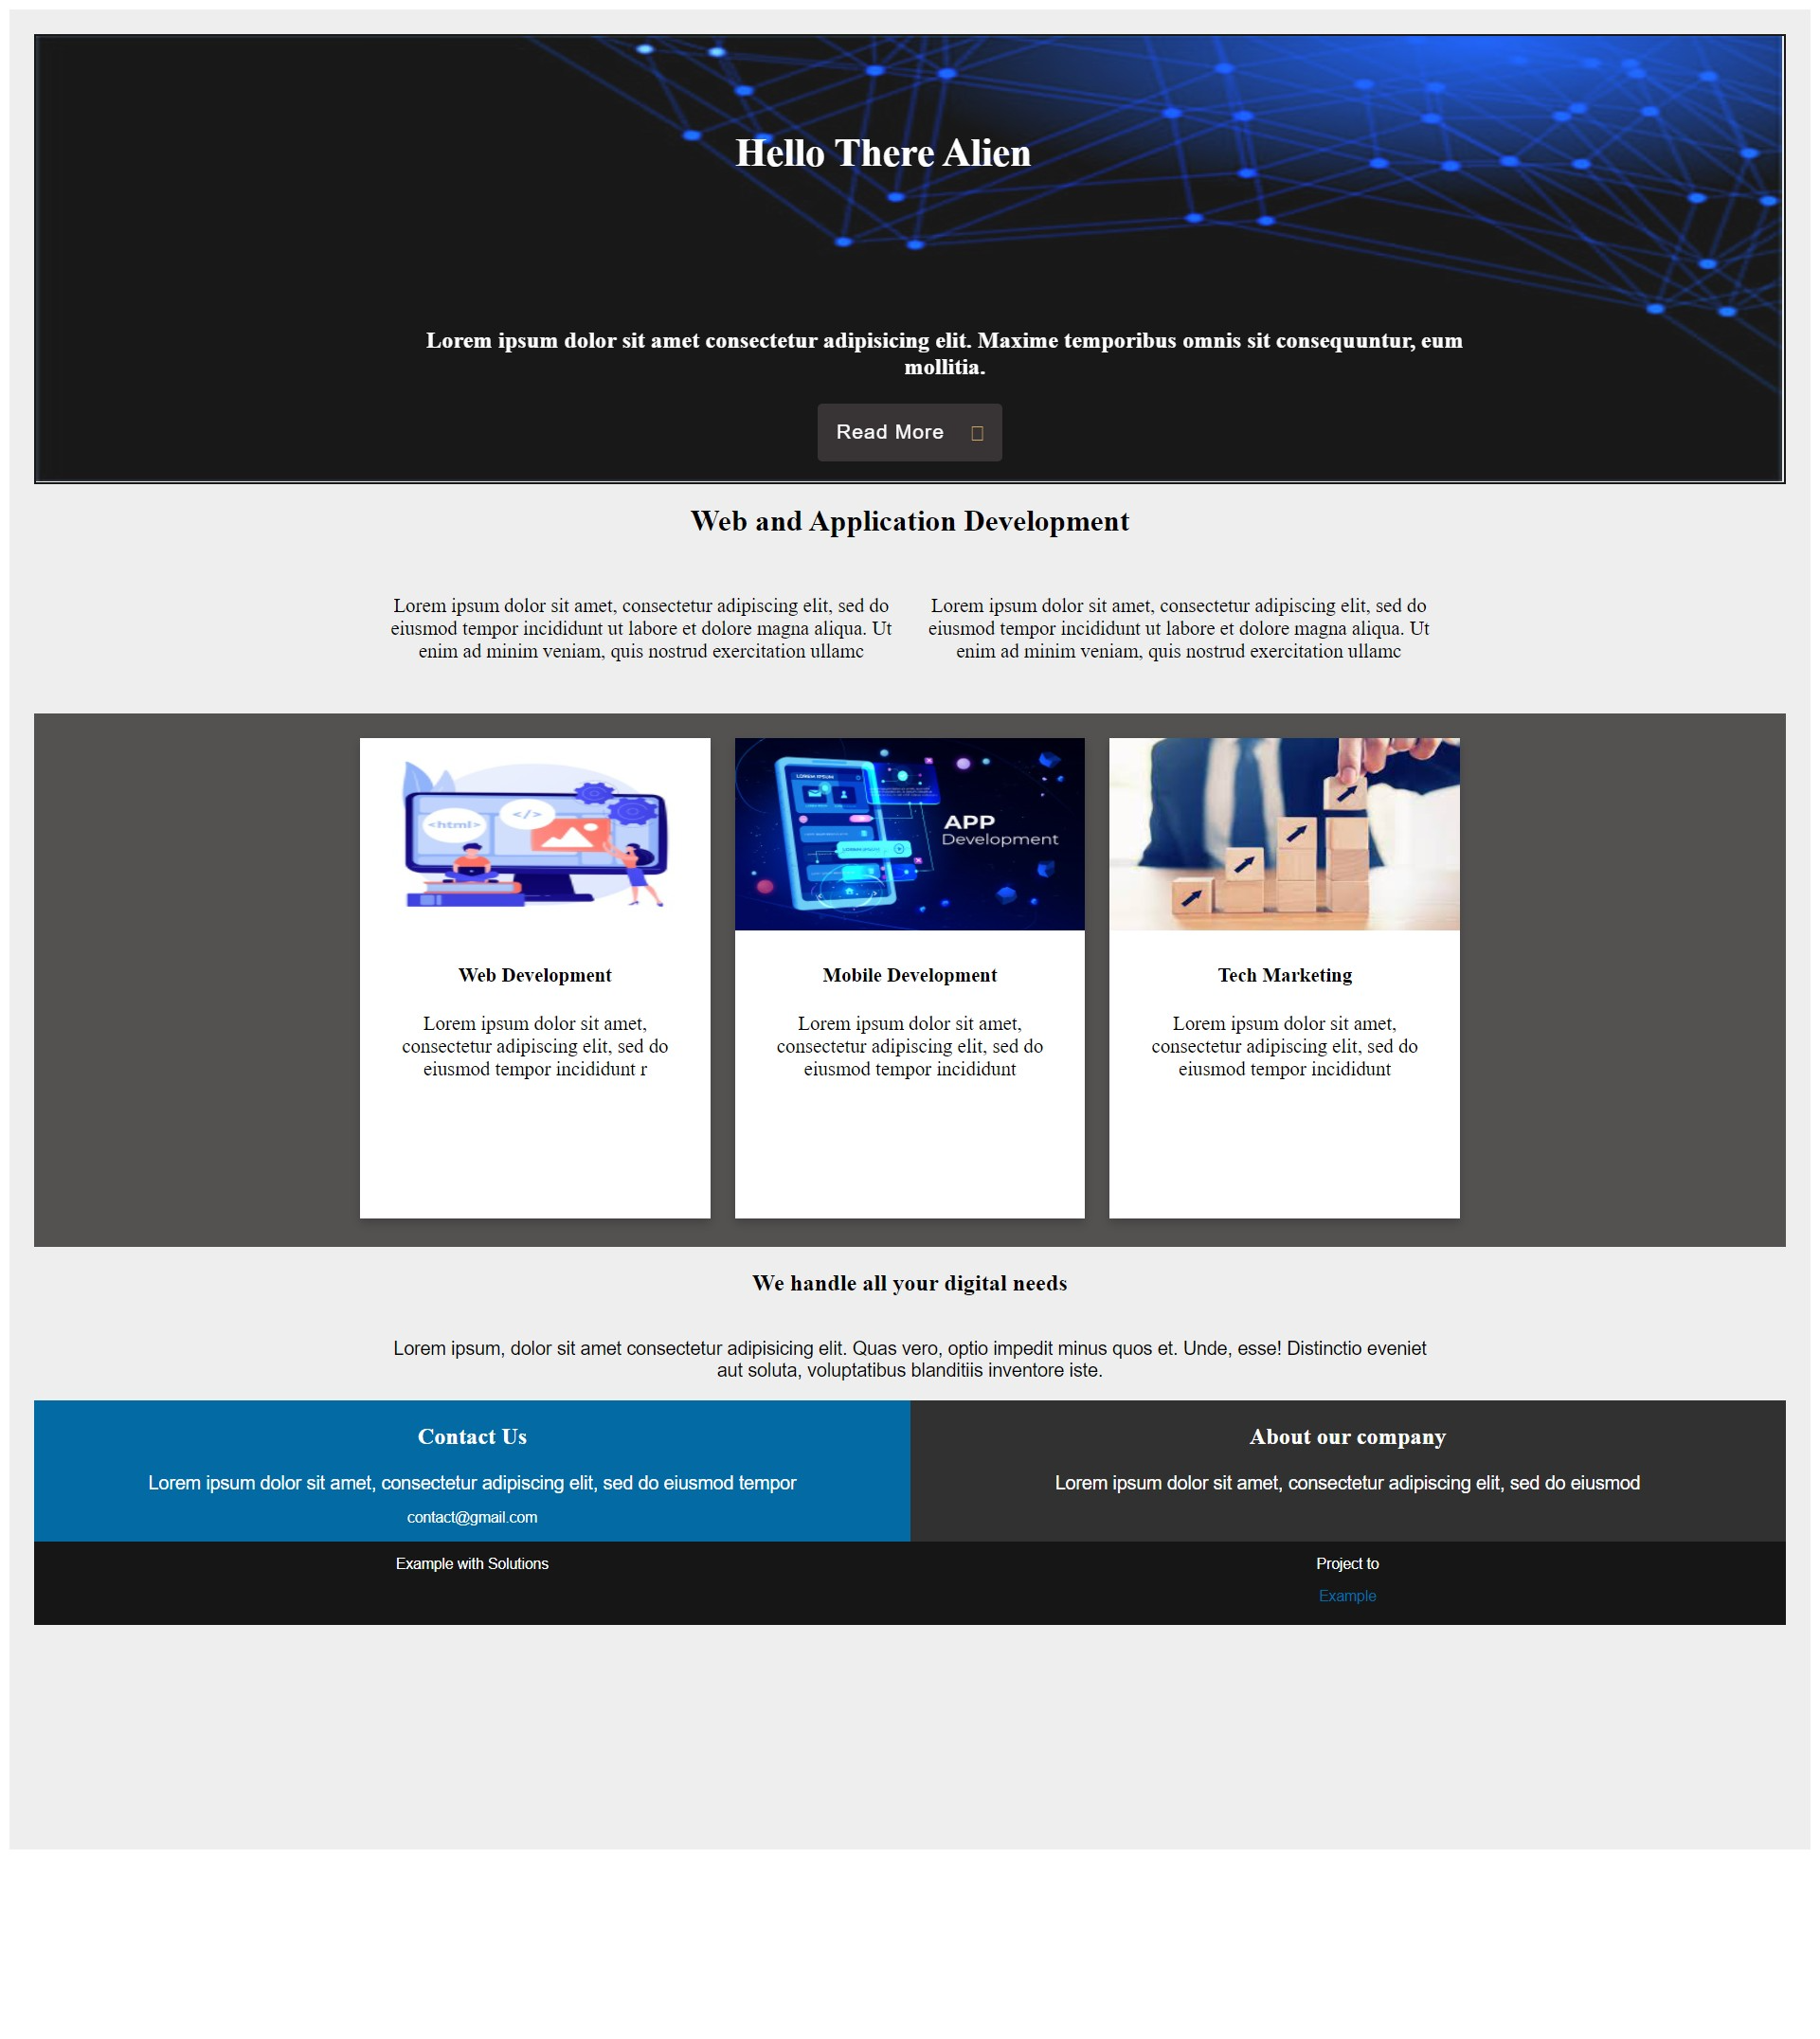 Hello There Alien
Lorem ipsum dolor sit amet consectetur adipisicing elit. Maxime temporibus omnis sit consequuntur, eum
mollitia.
Read More
Web and Application Development
Lorem ipsum dolor sit amet, consectetur adipiscing elit, sed do
eiusmod tempor incididunt ut labore et dolore magna aliqua. Ut
enim ad minim veniam, quis nostrud exercitation ullamc
Lorem ipsum dolor sit amet, consectetur adipiscing elit, sed do
eiusmod tempor incididunt ut labore et dolore magna aliqua. Ut
enim ad minim veniam, quis nostrud exercitation ullamc
<html>
</>
Web Development
Lorem ipsum dolor sit amet,
consectetur adipiscing elit, sed do
eiusmod tempor incididunt r
LOREM IPSUM
APP
Development
Mobile Development
Lorem ipsum dolor sit amet,
consectetur adipiscing elit, sed do
eiusmod tempor incididunt
Tech Marketing
Lorem ipsum dolor sit amet,
consectetur adipiscing elit, sed do
eiusmod tempor incididunt
We handle all your digital needs
Lorem ipsum, dolor sit amet consectetur adipisicing elit. Quas vero, optio impedit minus quos et. Unde, esse! Distinctio eveniet
aut soluta, voluptatibus blanditiis inventore iste.
Contact Us
Lorem ipsum dolor sit amet, consectetur adipiscing elit, sed do eiusmod tempor
contact@gmail.com
About our company
Lorem ipsum dolor sit amet, consectetur adipiscing elit, sed do eiusmod
Example with Solutions
Project to
Example